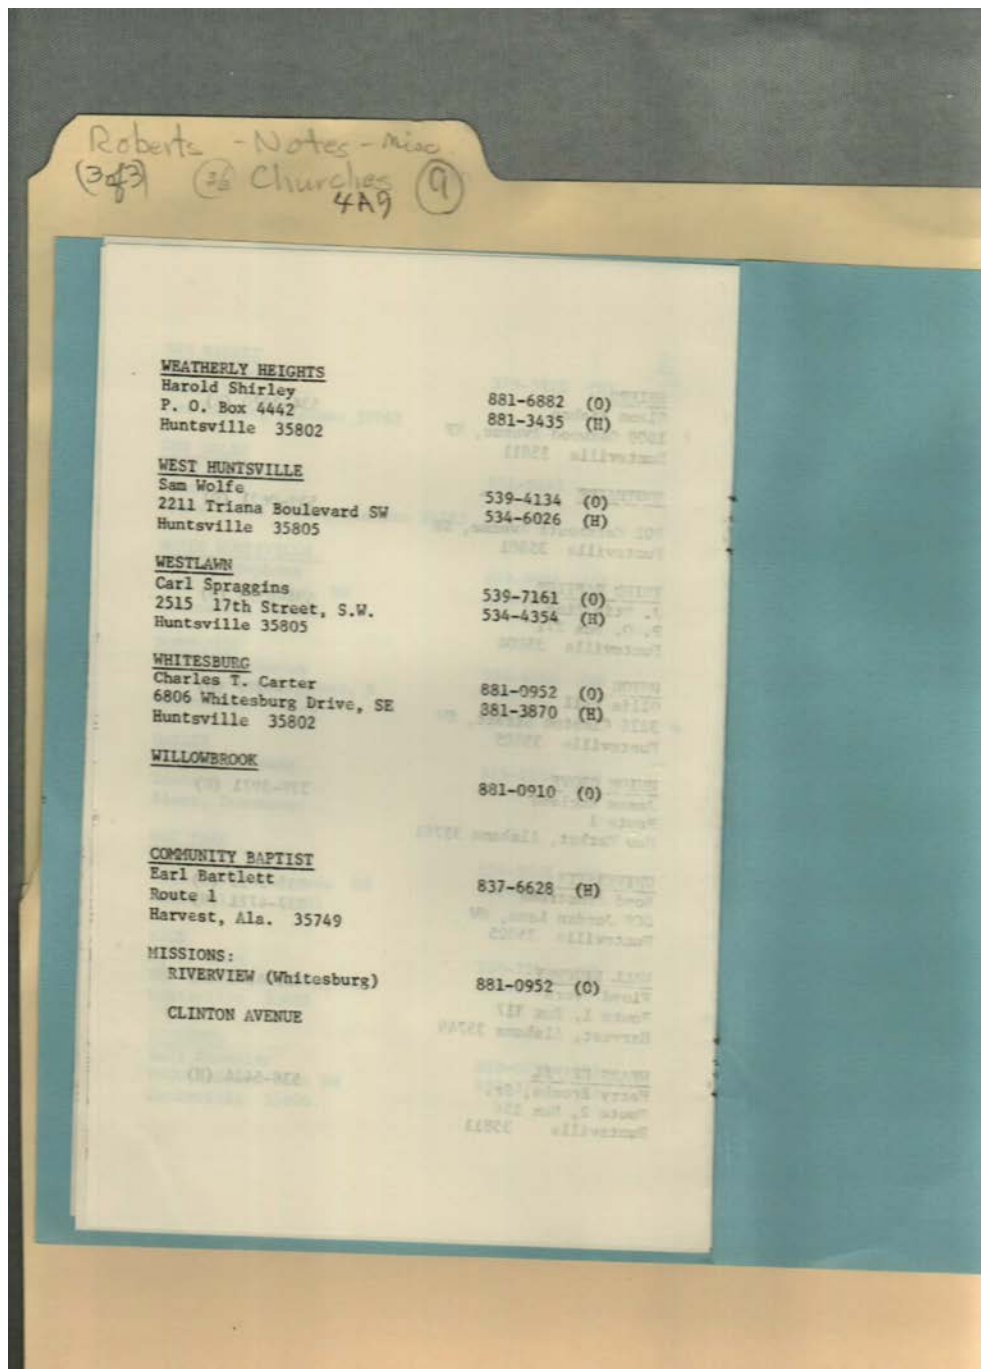 Roberts - Notes - Misc
(3 of 3) Churches 9
4A9
WEATHERLY HEIGHTS
Harold Shirley 881-6882 (O)
P. O. Box 4442 881-3435 (H)
Huntsville 35802
WEST HUNTSVILLE
Sam Wolfe 539-4134 (O)
2211 Triana Boulevard SW 534-6026 (H)
Huntsville 35805
WESTLAWN
Carl Spraggins 539-7161 (O)
2515 17th Street, S.W. 534-4354 (H)
Huntsville 35805
WHITESBURG
Charles T. Carter 881-0952 (O)
6806 Whitesburg Drive, SE 881-3870 (H)
Huntsville 35802
WILLOWBROOK
881-0910 (O)
COMMUNITY BAPTIST
Earl Bartlett 837-6628 (H)
Route 1
Harvest, Ala. 35749
MISSIONS:
RIVERVIEW (Whitesburg) 881-0952 (O)
CLINTON AVENUE